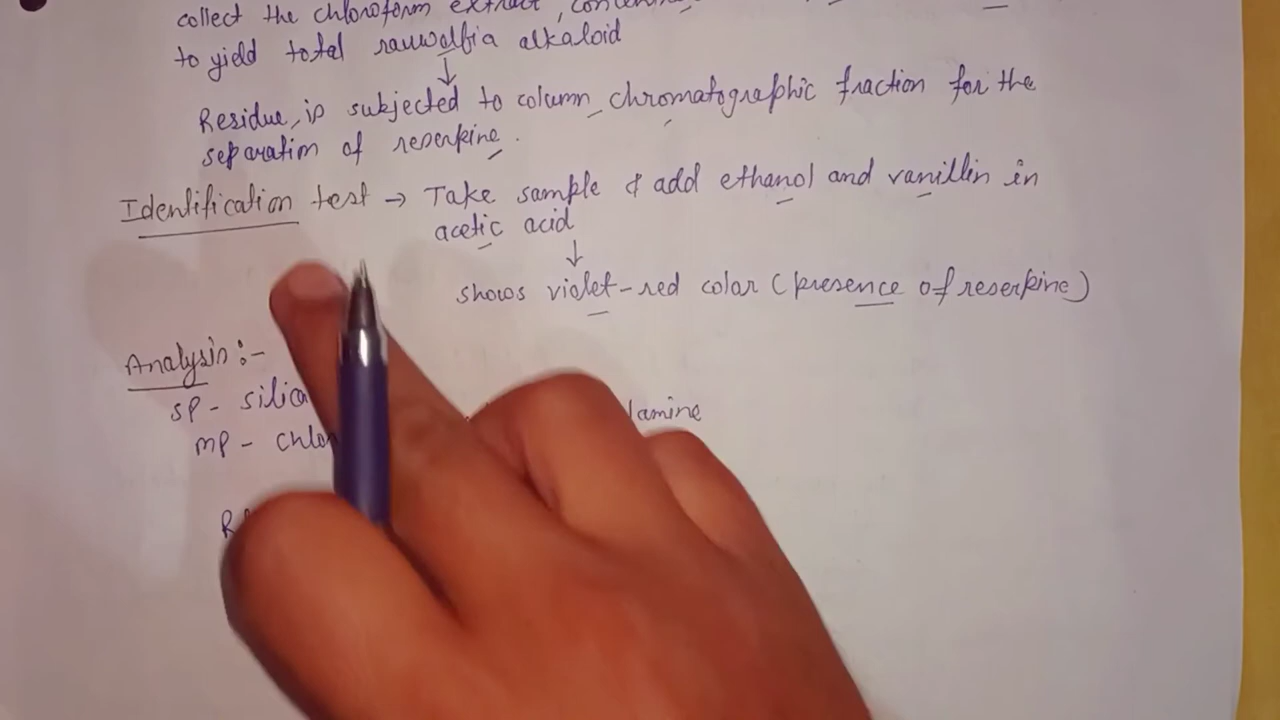 collect the chloroform extract,
to yield total rauwolfia alkaloid
↓
Residue, is subjected to column chromatographic fraction for the
separation of reserpine.
Identification test → Take sample & add ethanol and vanillin in
acetic acid
↓
shows violet-red color (presence of reserpine)
Analysis :-
SP - silica lamine
MP - chlor
R